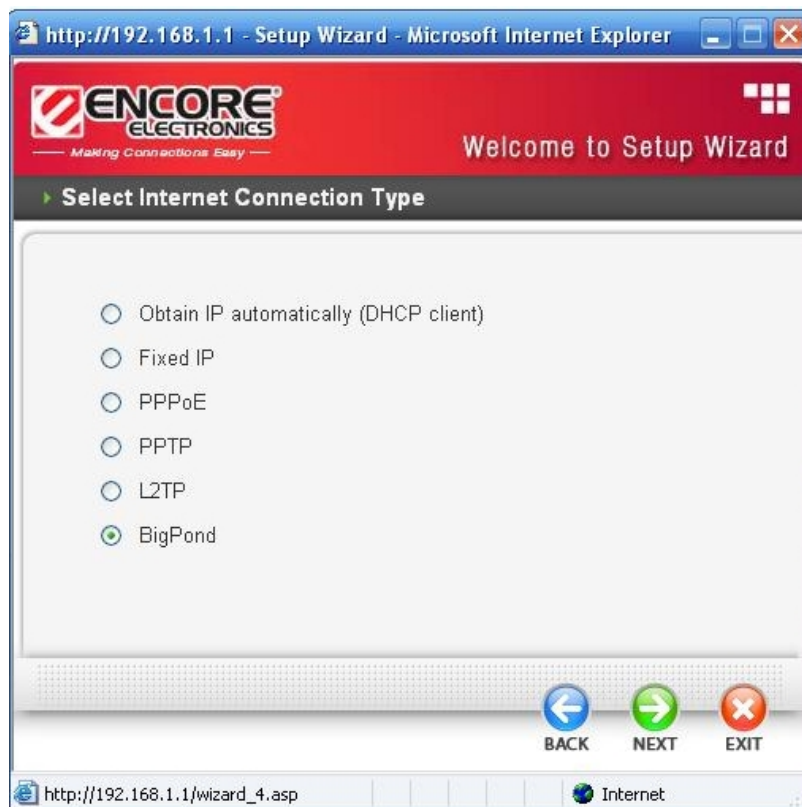 http://192.168.1.1 - Setup Wizard - Microsoft Internet Explorer
ENCORE
ELECTRONICS
Making Connections Easy
Welcome to Setup Wizard
Select Internet Connection Type
Obtain IP automatically (DHCP client)
Fixed IP
PPPoE
PPTP
L2TP
BigPond
BACK NEXT EXIT
http://192.168.1.1/wizard_4.asp Internet